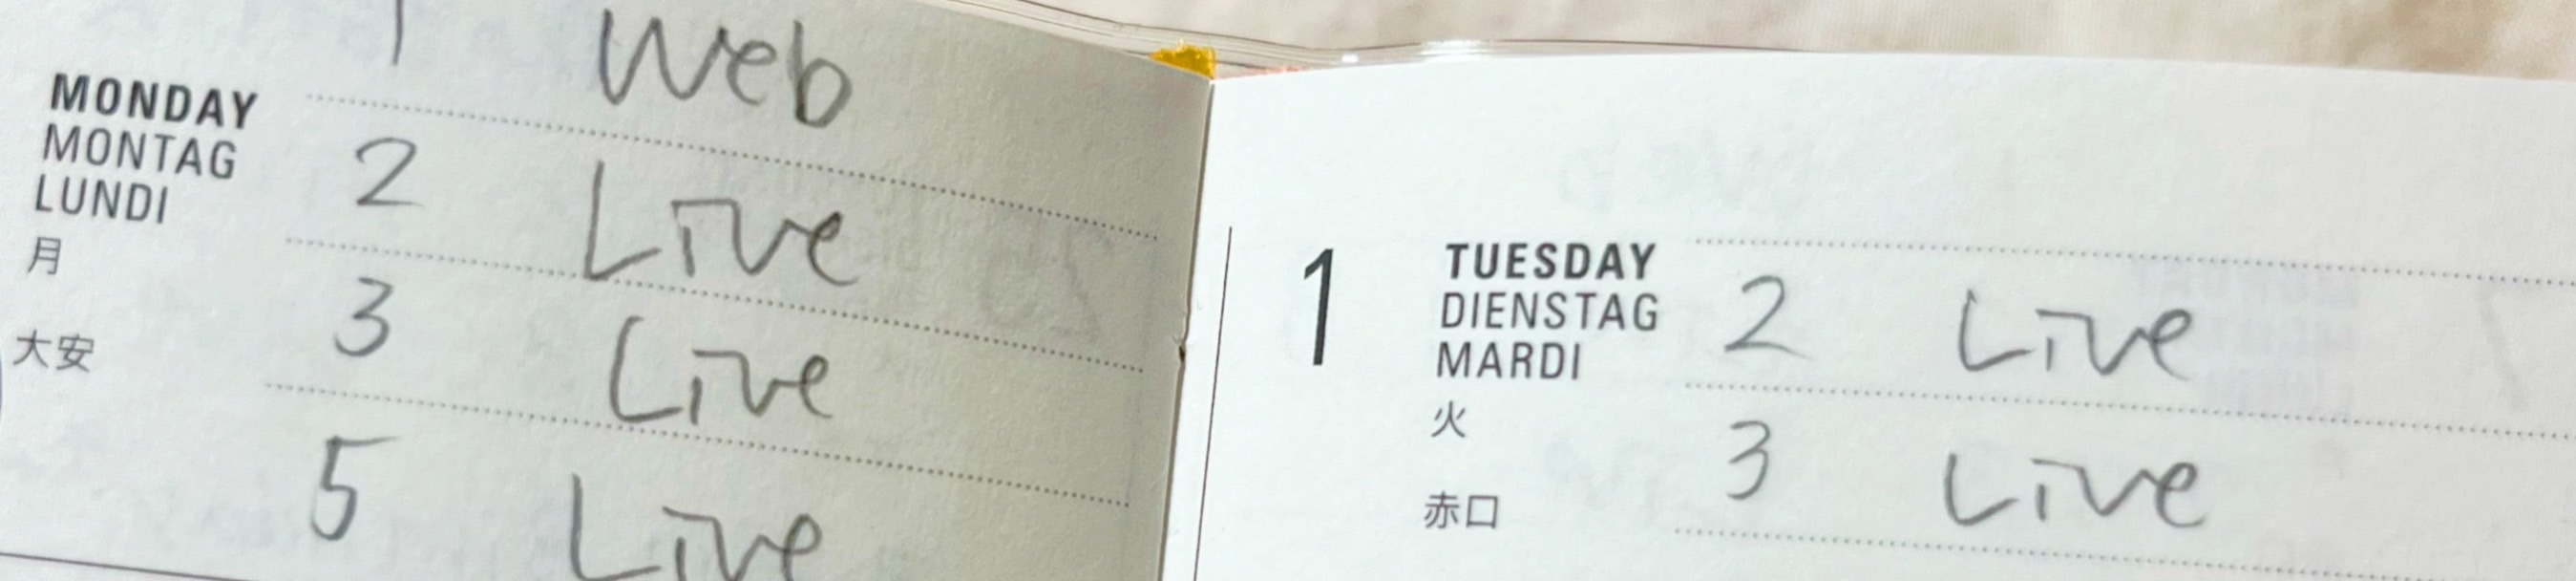 1 Web
MONDAY
MONTAG
LUNDI
月
大安
2 Live
3 Live
5 Live
1
TUESDAY
DIENSTAG
MARDI
火
赤口
2 Live
3 Live